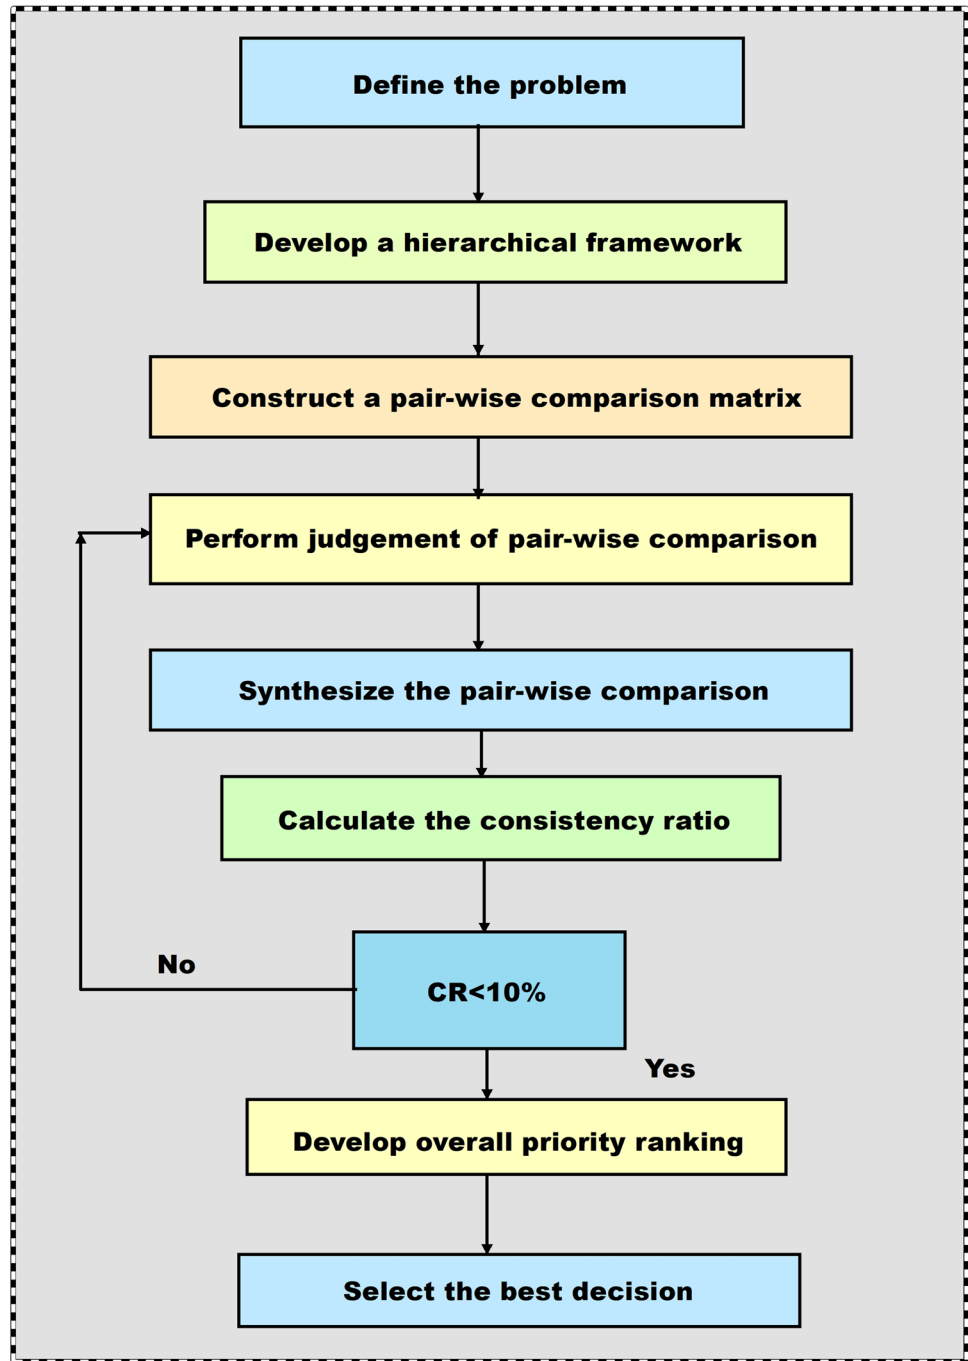 Define the problem
Develop a hierarchical framework
Construct a pair-wise comparison matrix
Perform judgement of pair-wise comparison
Synthesize the pair-wise comparison
Calculate the consistency ratio
No
CR<10%
Yes
Develop overall priority ranking
Select the best decision